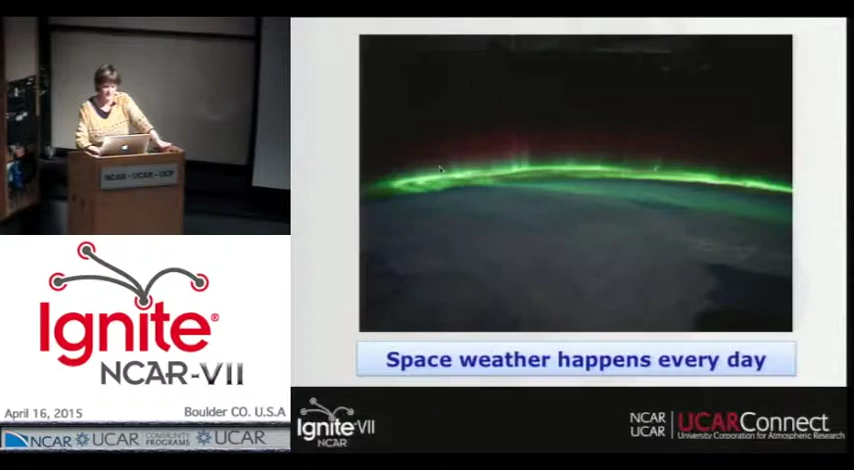 NCAR • UCAR • UCP
Ignite®
NCAR-VII
April 16, 2015
Boulder CO. U.S.A
NCAR
UCAR
COMMUNITY
PROGRAMS
UCAR
Space weather happens every day
Ignite-VII
NCAR
NCAR
UCAR
UCARConnect
University Corporation for Atmospheric Research